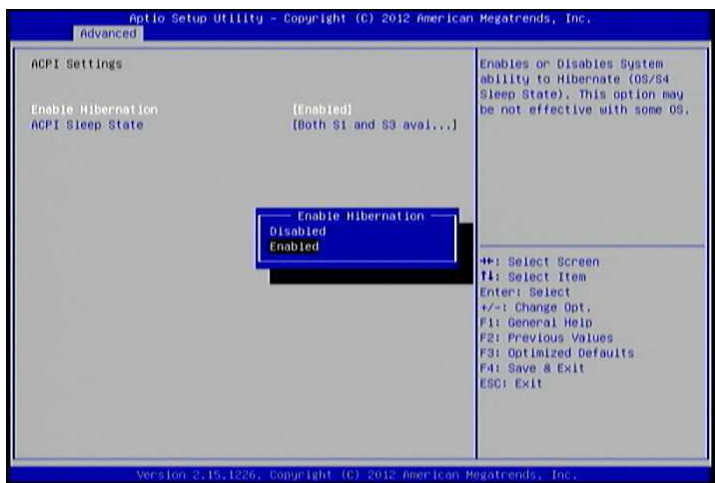 Aptio Setup Utility - Copyright (C) 2012 American Megatrends, Inc.
Advanced
ACPI Settings
Enable Hibernation [Enabled]
ACPI Sleep State [Both S1 and S3 avai...]
Enables or Disables System
ability to Hibernate (OS/S4
Sleep State). This option may
be not effective with some OS.
Enable Hibernation
Disabled
Enabled
→←: Select Screen
↑↓: Select Item
Enter: Select
+/-: Change Opt.
F1: General Help
F2: Previous Values
F3: Optimized Defaults
F4: Save & Exit
ESC: Exit
Version 2.15.1226. Copyright (C) 2012 American Megatrends, Inc.